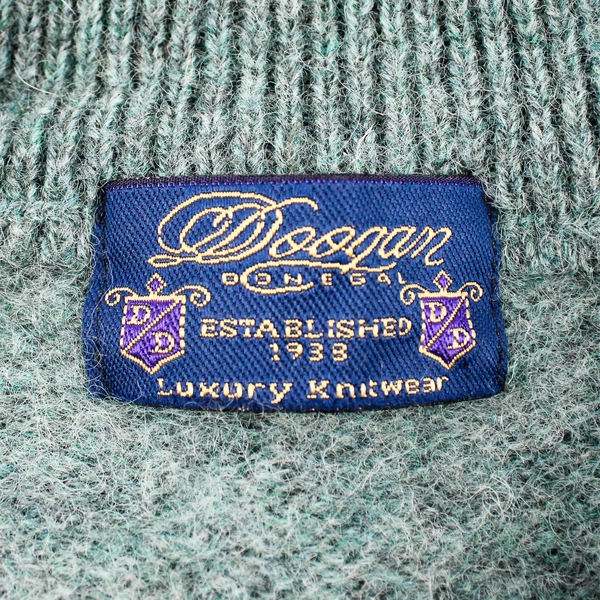 Doogan
DONEGAL
D/D D/D
ESTABLISHED
1938
Luxury Knitwear